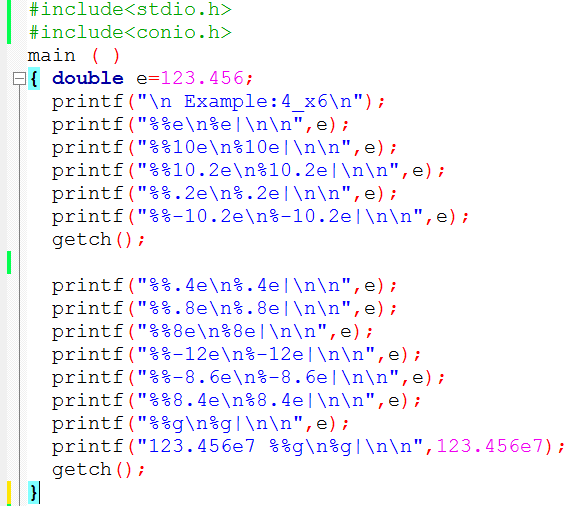 #include<stdio.h>
#include<conio.h>
main ( )
{ double e=123.456;
printf("\n Example:4_x6\n");
printf("%%e\n%e|\n\n",e);
printf("%%10e\n%10e|\n\n",e);
printf("%%10.2e\n%10.2e|\n\n",e);
printf("%%.2e\n%.2e|\n\n",e);
printf("%%-10.2e\n%-10.2e|\n\n",e);
getch();
printf("%%.4e\n%.4e|\n\n",e);
printf("%%.8e\n%.8e|\n\n",e);
printf("%%8e\n%8e|\n\n",e);
printf("%%-12e\n%-12e|\n\n",e);
printf("%%-8.6e\n%-8.6e|\n\n",e);
printf("%%8.4e\n%8.4e|\n\n",e);
printf("%%g\n%g|\n\n",e);
printf("123.456e7 %%g\n%g|\n\n",123.456e7);
getch();
}